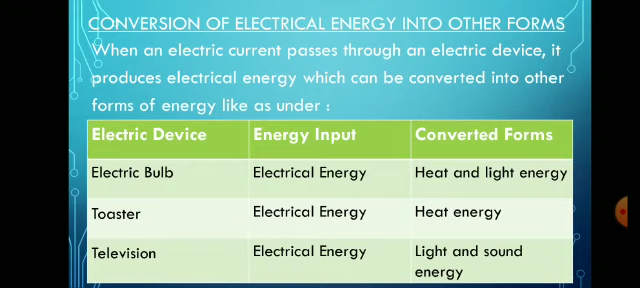 CONVERSION OF ELECTRICAL ENERGY INTO OTHER FORMS
When an electric current passes through an electric device, it
produces electrical energy which can be converted into other
forms of energy like as under :
Electric Device Energy Input Converted Forms
Electric Bulb Electrical Energy Heat and light energy
Toaster Electrical Energy Heat energy
Television Electrical Energy Light and sound
energy